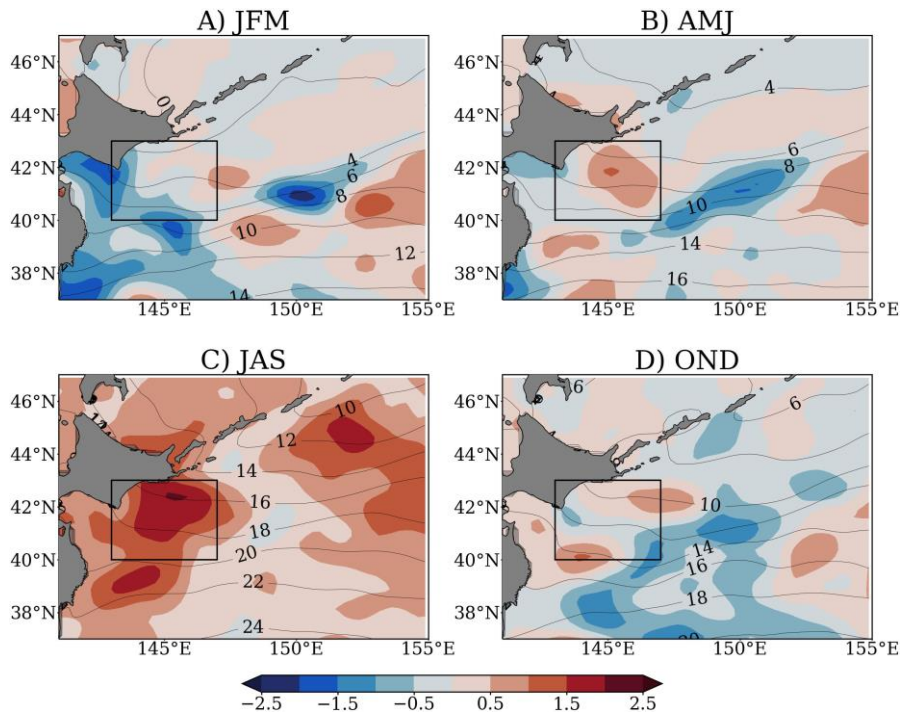 A) JFM
B) AMJ
46°N
44°N
42°N
40°N
38°N
0
4
6
8
10
12
14
145°E
150°E
155°E
46°N
44°N
42°N
40°N
38°N
4
6
8
10
14
16
145°E
150°E
155°E
C) JAS
D) OND
46°N
44°N
42°N
40°N
38°N
10
12
14
16
18
20
22
24
145°E
150°E
155°E
46°N
44°N
42°N
40°N
38°N
6
6
10
14
16
18
20
145°E
150°E
155°E
−2.5
−1.5
−0.5
0.5
1.5
2.5